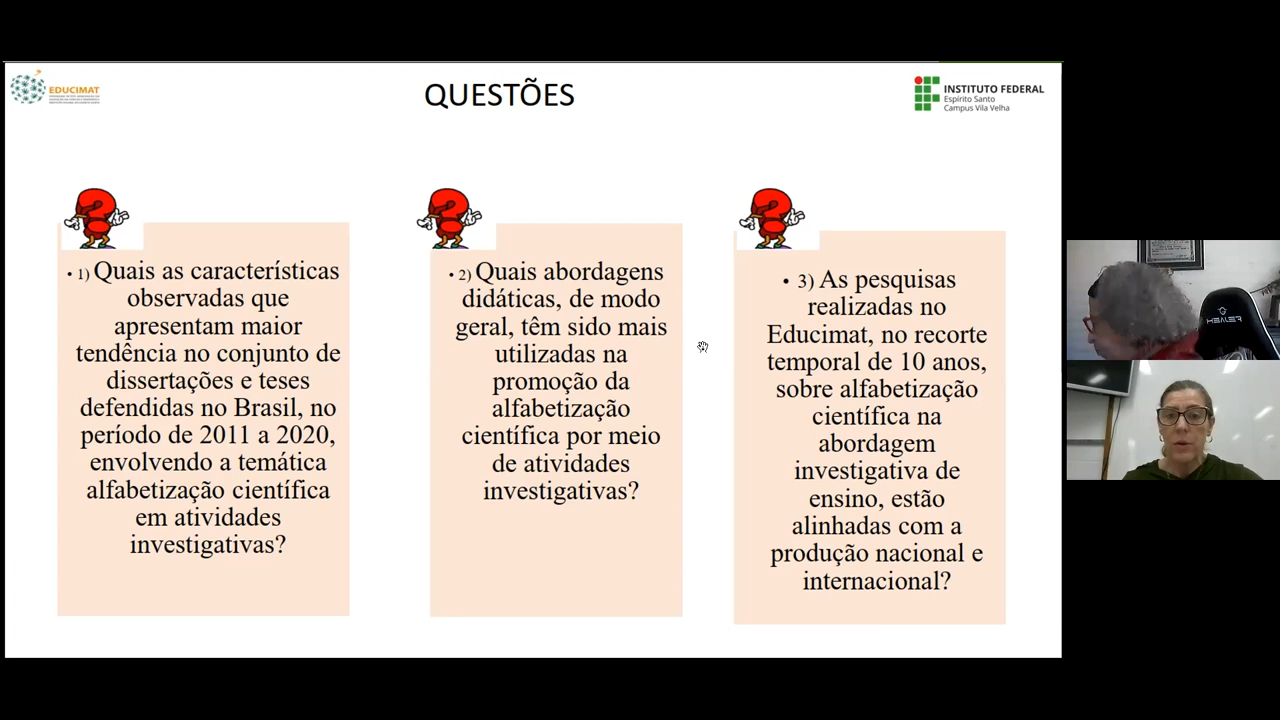 EDUCIMAT
QUESTÕES
INSTITUTO FEDERAL
Espírito Santo
Campus Vila Velha
• 1) Quais as características
observadas que
apresentam maior
tendência no conjunto de
dissertações e teses
defendidas no Brasil, no
período de 2011 a 2020,
envolvendo a temática
alfabetização científica
em atividades
investigativas?
• 2) Quais abordagens
didáticas, de modo
geral, têm sido mais
utilizadas na
promoção da
alfabetização
científica por meio
de atividades
investigativas?
• 3) As pesquisas
realizadas no
Educimat, no recorte
temporal de 10 anos,
sobre alfabetização
científica na
abordagem
investigativa de
ensino, estão
alinhadas com a
produção nacional e
internacional?